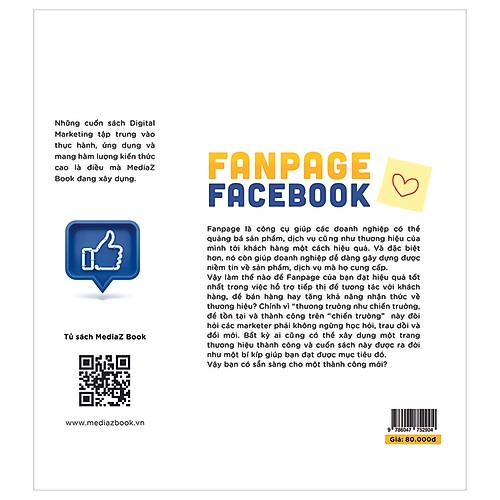 Những cuốn sách Digital
Marketing tập trung vào
thực hành, ứng dụng và
mang hàm lượng kiến thức
cao là điều mà MediaZ
Book đang xây dựng.
Tủ sách MediaZ Book
www.mediazbook.vn
FANPAGE
FACEBOOK
Fanpage là công cụ giúp các doanh nghiệp có thể
quảng bá sản phẩm, dịch vụ cũng như thương hiệu của
mình tới khách hàng một cách hiệu quả. Và đặc biệt
hơn, nó còn giúp doanh nghiệp dễ dàng gây dựng được
niềm tin về sản phẩm, dịch vụ mà họ cung cấp.
Vậy làm thế nào để Fanpage của bạn đạt hiệu quả tốt
nhất trong việc hỗ trợ tiếp thị để tương tác với khách
hàng, để bán hàng hay tăng khả năng nhận thức về
thương hiệu? Chính vì "thương trường như chiến trường,
để tồn tại và thành công trên "chiến trường" này đòi
hỏi các marketer phải không ngừng học hỏi, trau dồi và
đổi mới. Bất kỳ ai cũng có thể xây dựng một trang
thương hiệu thành công và cuốn sách này được ra đời
như một bí kíp giúp bạn đạt được mục tiêu đó.
Vậy bạn có sẵn sàng cho một thành công mới?
9 786047 752904
Giá: 80.000đ